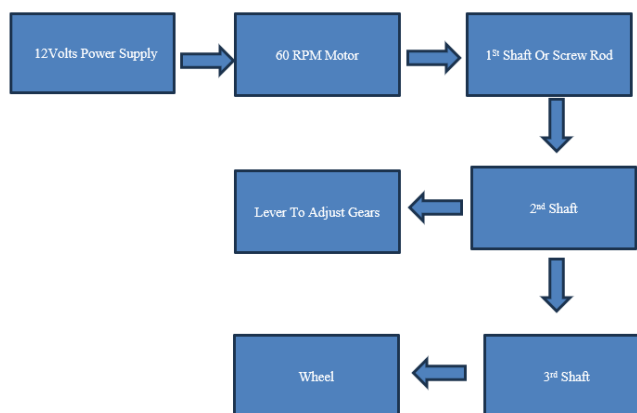 12Volts Power Supply
60 RPM Motor
1St Shaft Or Screw Rod
Lever To Adjust Gears
2nd Shaft
Wheel
3rd Shaft